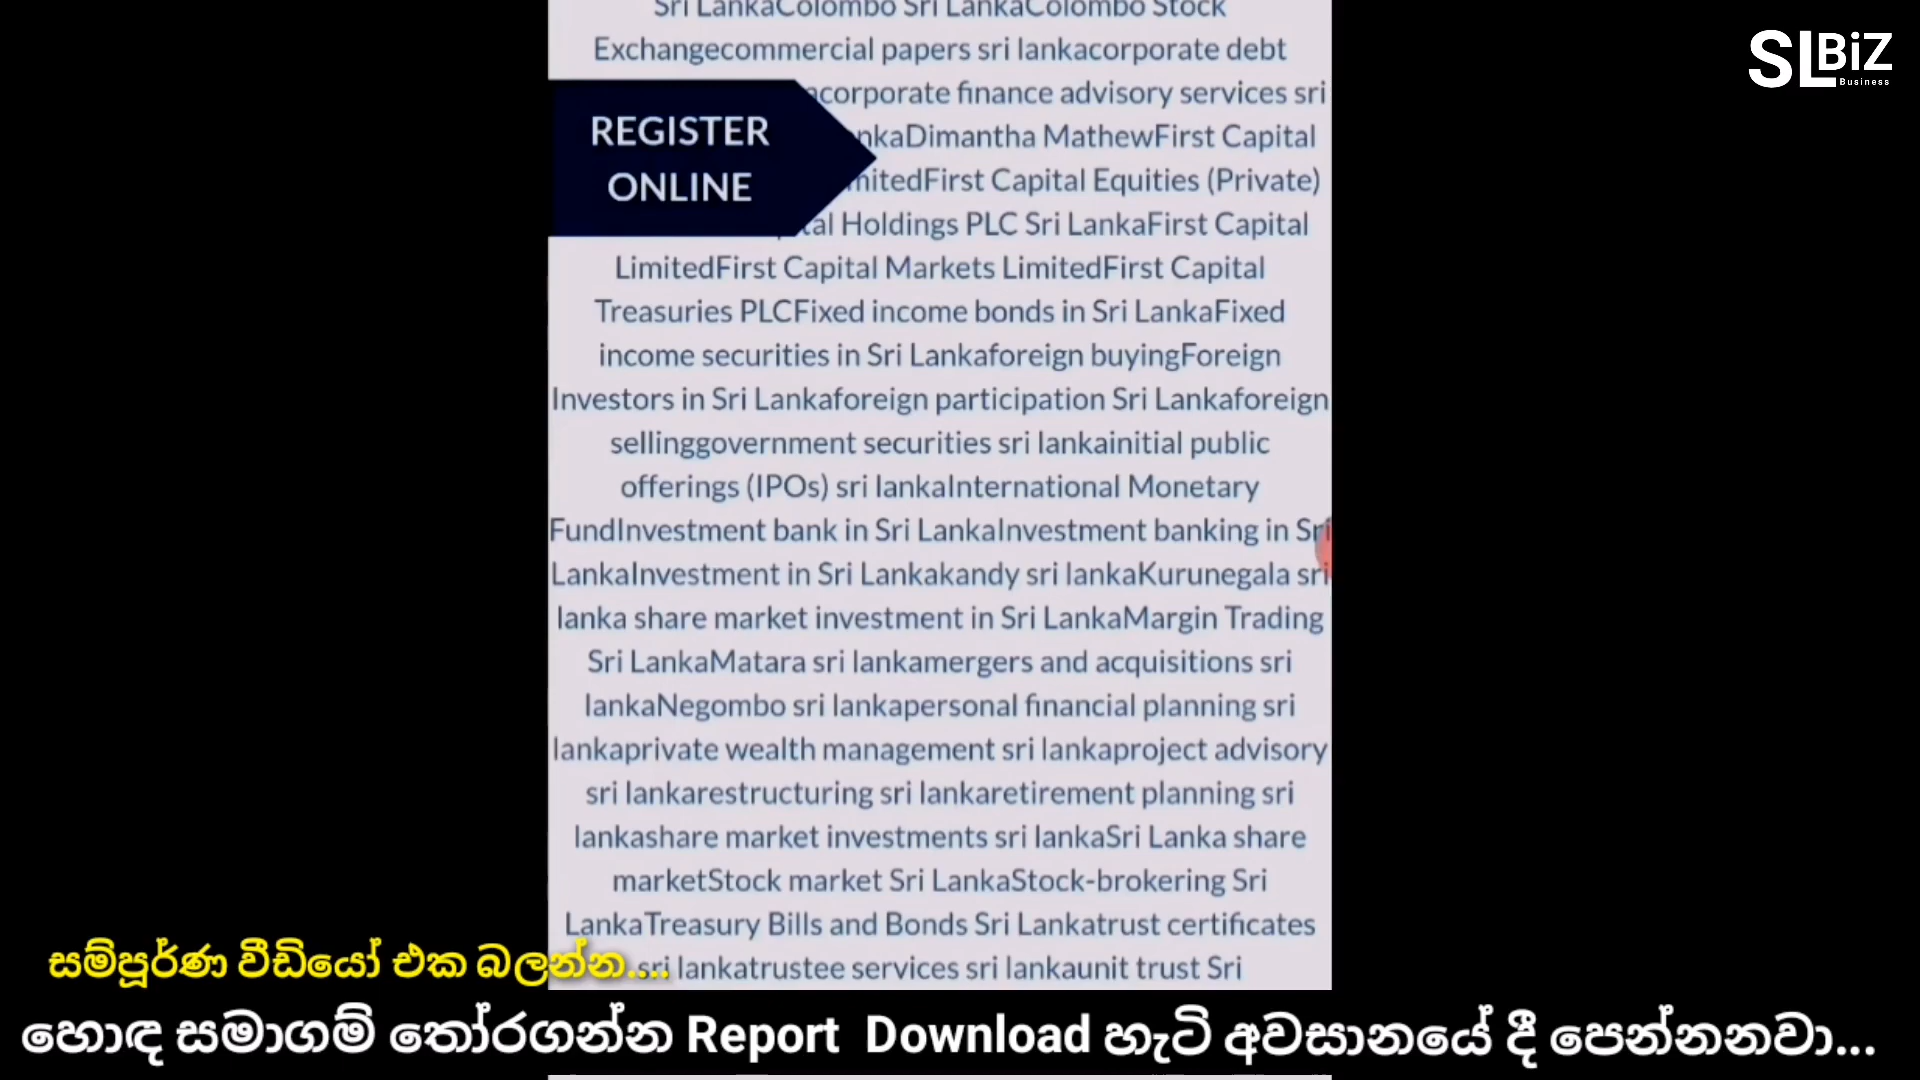 Sri LankaColombo Sri LankaColombo Stock
Exchangecommercial papers sri lankacorporate debt
corporate finance advisory services sri
REGISTER
ONLINE
nkaDimantha MathewFirst Capital
mitedFirst Capital Equities (Private)
tal Holdings PLC Sri LankaFirst Capital
LimitedFirst Capital Markets LimitedFirst Capital
Treasuries PLCFixed income bonds in Sri LankaFixed
income securities in Sri Lankaforeign buyingForeign
Investors in Sri Lankaforeign participation Sri Lankaforeign
sellinggovernment securities sri lankainitial public
offerings (IPOs) sri lankaInternational Monetary
FundInvestment bank in Sri LankaInvestment banking in Sri
LankaInvestment in Sri Lankakandy sri lankaKurunegala sri
lanka share market investment in Sri LankaMargin Trading
Sri LankaMatara sri lankamergers and acquisitions sri
lankaNegombo sri lankapersonal financial planning sri
lankaprivate wealth management sri lankaproject advisory
sri lankarestructuring sri lankaretirement planning sri
lankashare market investments sri lankaSri Lanka share
marketStock market Sri LankaStock-brokering Sri
LankaTreasury Bills and Bonds Sri Lankatrust certificates
sri lankatrustee services sri lankaunit trust Sri
සම්පූර්ණ වීඩියෝ එක බලන්න....
හොඳ සමාගම් තෝරගන්න Report Download හැටි අවසානයේ දී පෙන්නනවා...
SLBiZ
Business